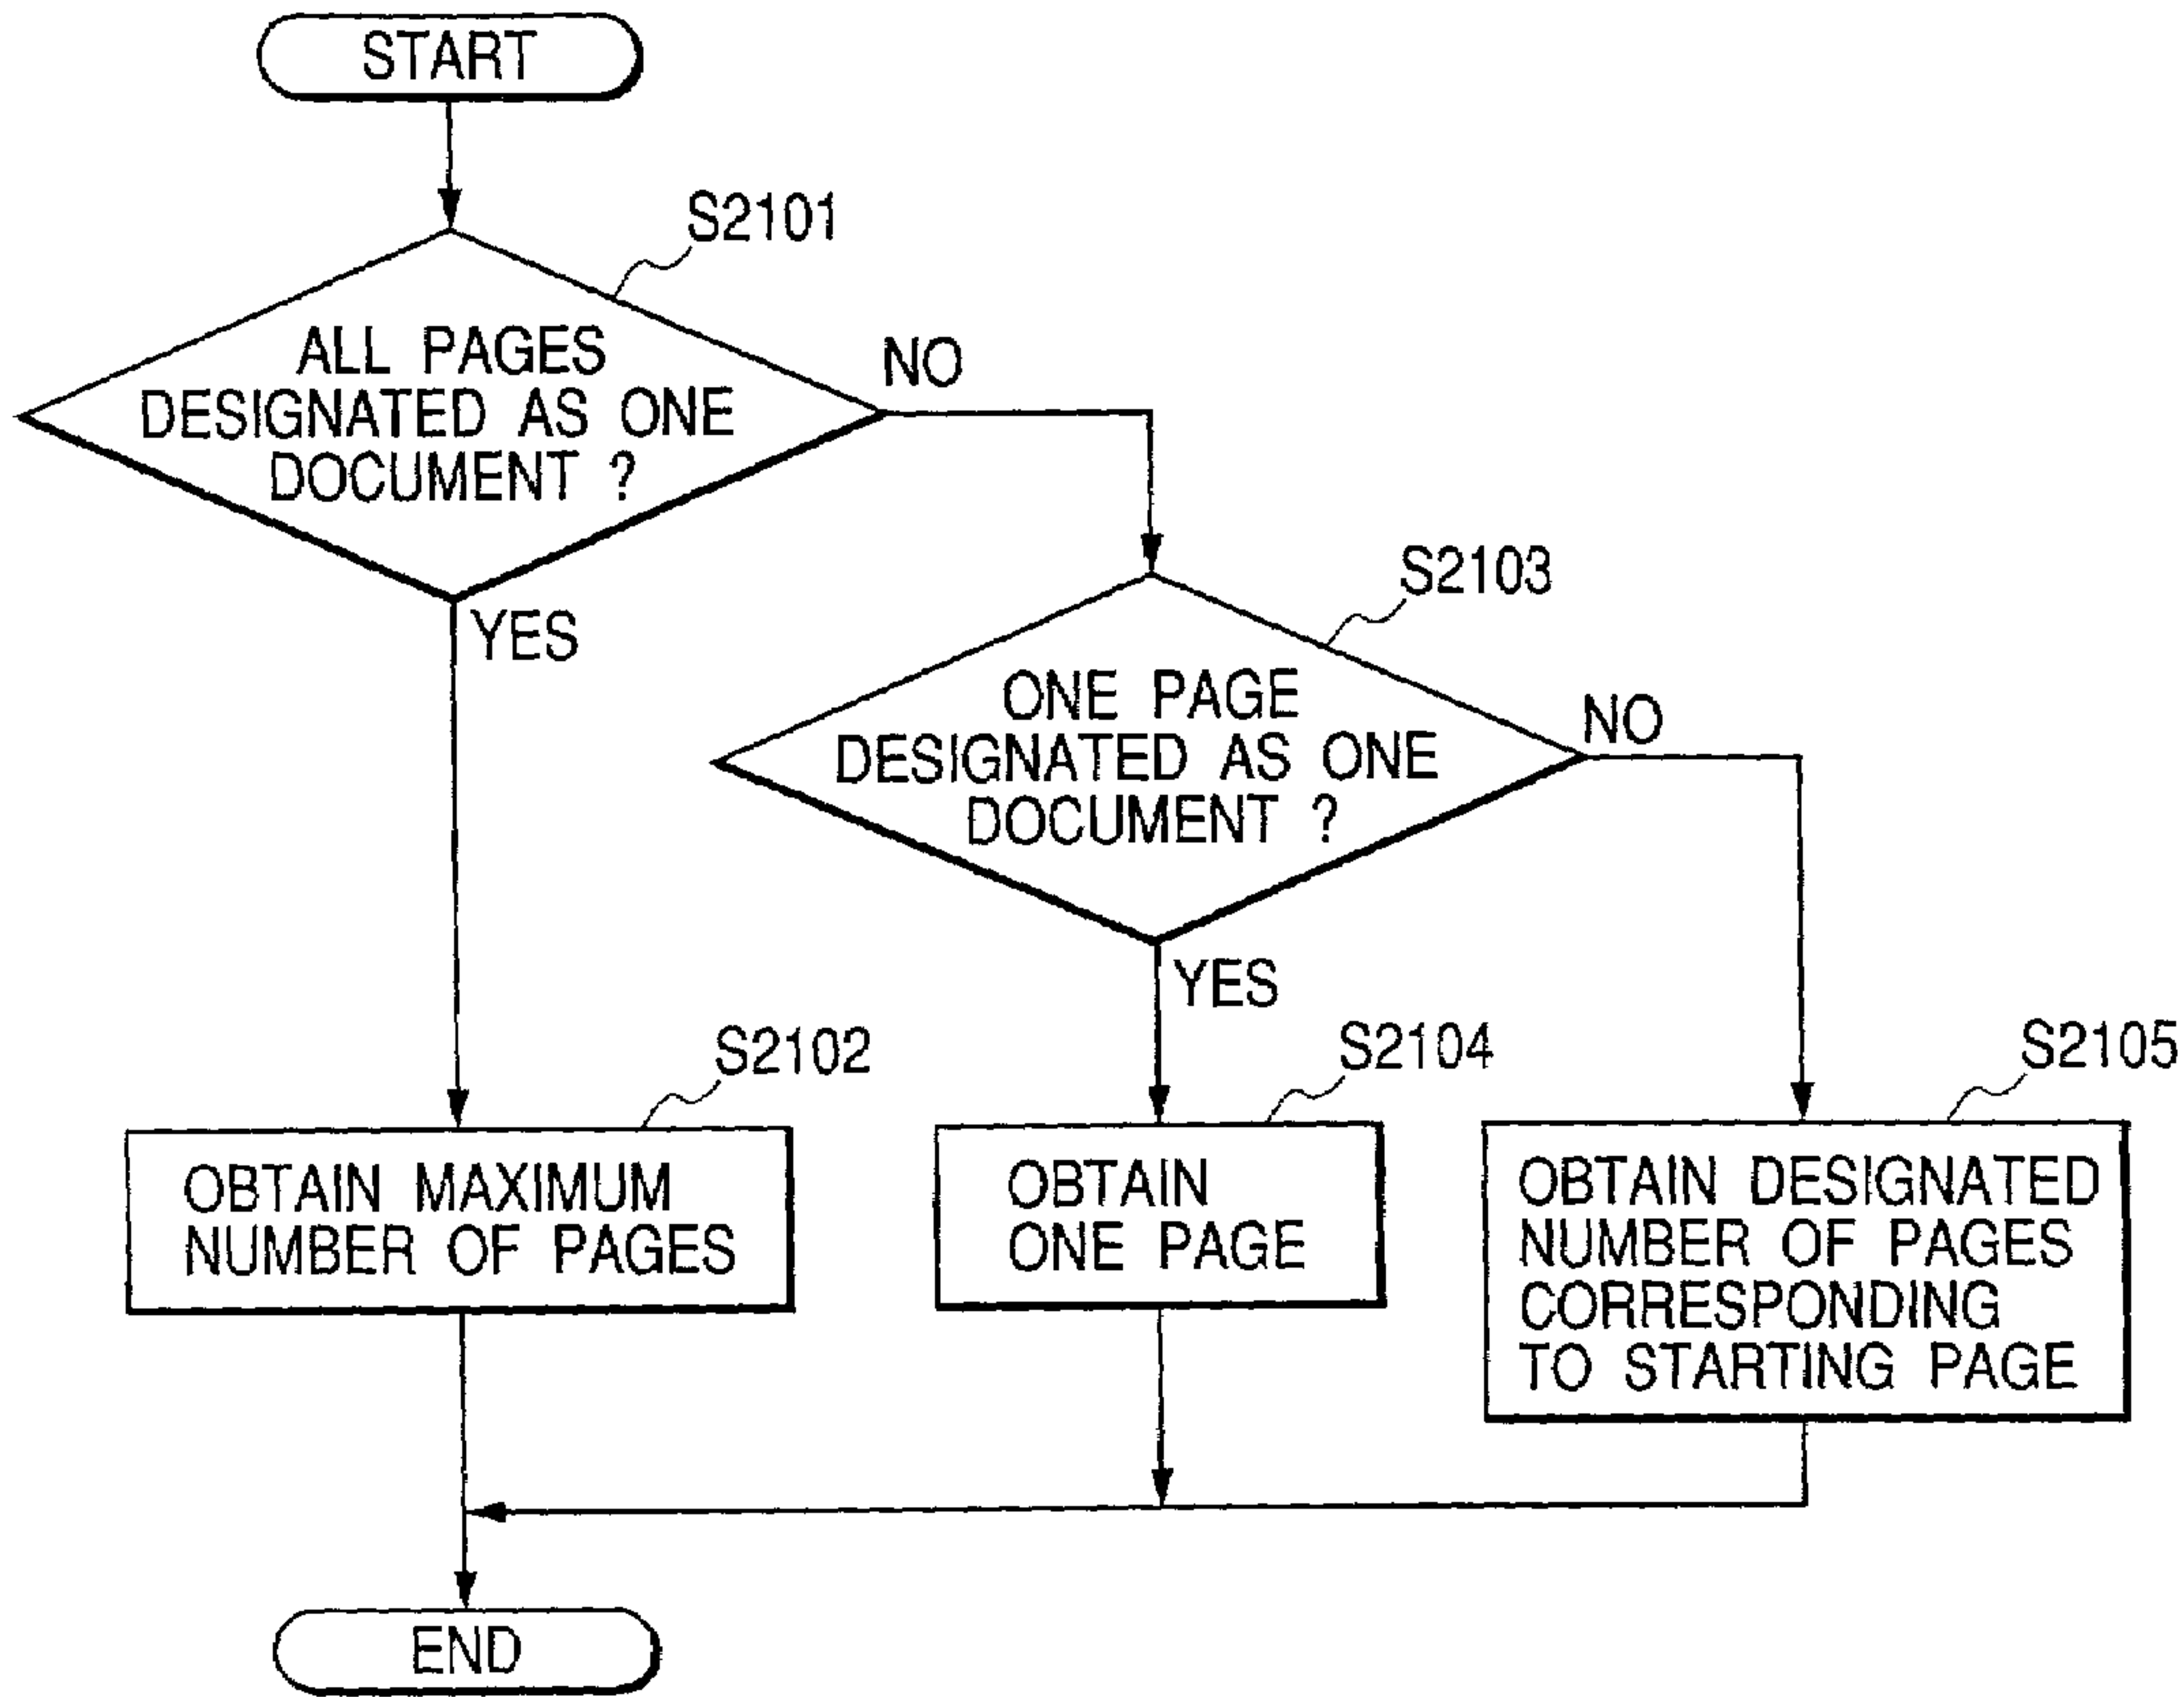 START
S2101
ALL PAGES
DESIGNATED AS ONE
DOCUMENT ?
NO
YES
S2103
ONE PAGE
DESIGNATED AS ONE
DOCUMENT ?
NO
YES
S2102
OBTAIN MAXIMUM
NUMBER OF PAGES
S2104
OBTAIN
ONE PAGE
S2105
OBTAIN DESIGNATED
NUMBER OF PAGES
CORRESPONDING
TO STARTING PAGE
END